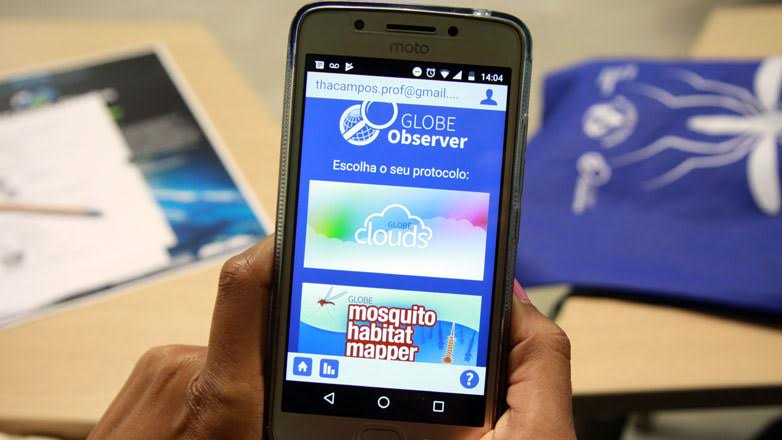 moto
14:04
thacampos.prof@gmail....
GLOBE
Observer
Escolha o seu protocolo:
GLOBE
clouds
GLOBE
mosquito
habitat
mapper
?